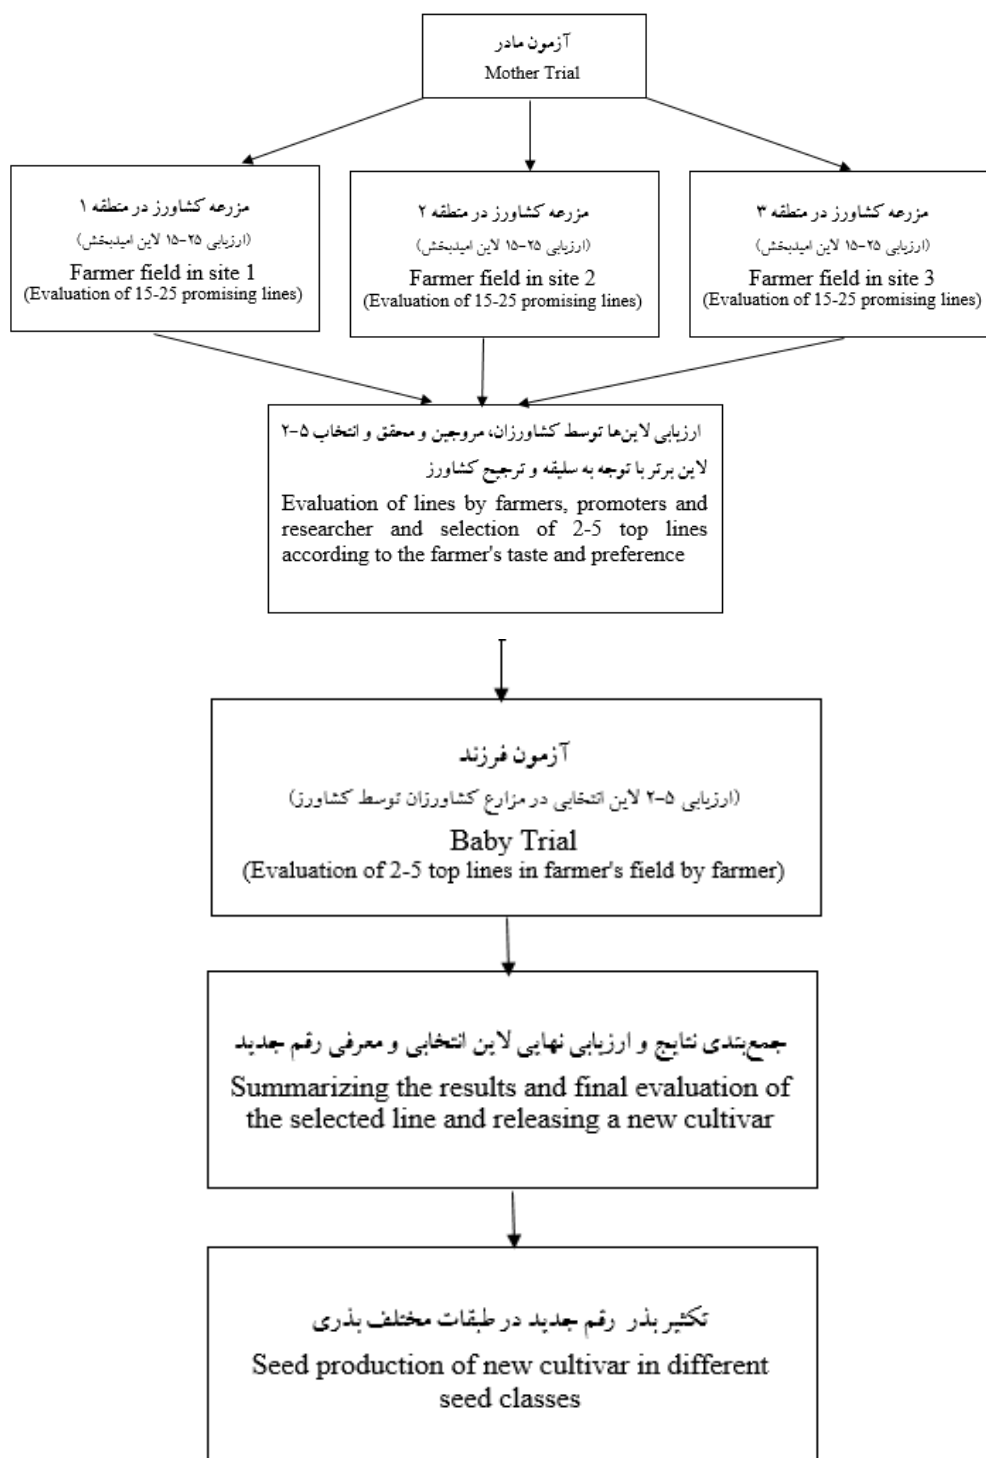 آزمون مادر
Mother Trial
مزرعه کشاورز در منطقه ۱
(ارزیابی ۲۵-۱۵ لاین امیدبخش)
Farmer field in site 1
(Evaluation of 15-25 promising lines)
مزرعه کشاورز در منطقه ۲
(ارزیابی ۲۵-۱۵ لاین امیدبخش)
Farmer field in site 2
(Evaluation of 15-25 promising lines)
مزرعه کشاورز در منطقه ۳
(ارزیابی ۲۵-۱۵ لاین امیدبخش)
Farmer field in site 3
(Evaluation of 15-25 promising lines)
ارزیابی لاین‌ها توسط کشاورزان، مروجین و محقق و انتخاب ۵-۲
لاین برتر با توجه به سلیقه و ترجیح کشاورز
Evaluation of lines by farmers, promoters and
researcher and selection of 2-5 top lines
according to the farmer's taste and preference
آزمون فرزند
(ارزیابی ۵-۲ لاین انتخابی در مزارع کشاورزان توسط کشاورز)
Baby Trial
(Evaluation of 2-5 top lines in farmer's field by farmer)
جمع‌بندی نتایج و ارزیابی نهایی لاین انتخابی و معرفی رقم جدید
Summarizing the results and final evaluation of
the selected line and releasing a new cultivar
تکثیر بذر رقم جدید در طبقات مختلف بذری
Seed production of new cultivar in different
seed classes